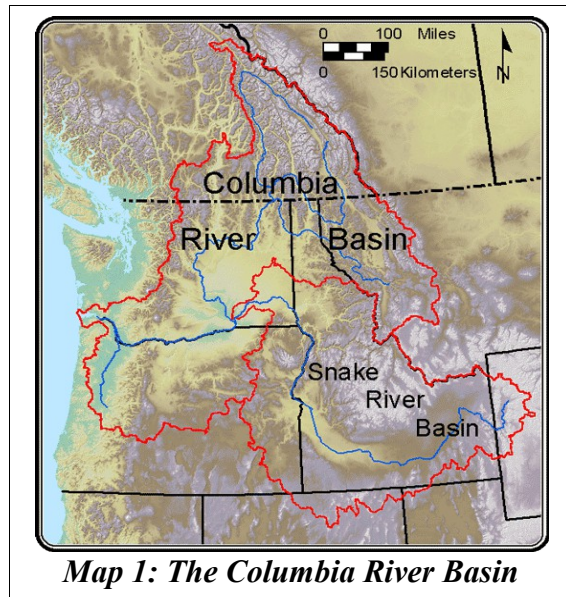 0 100 Miles
0 150 Kilometers
N
Columbia
River Basin
Snake
River
Basin
Map 1: The Columbia River Basin